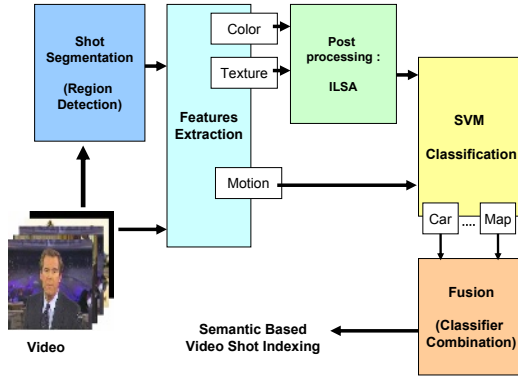 Shot
Segmentation
(Region
Detection)
Features
Extraction
Color
Texture
Motion
Post
processing :
ILSA
SVM
Classification
Car .... Map
Fusion
(Classifier
Combination)
Semantic Based
Video Shot Indexing
Video